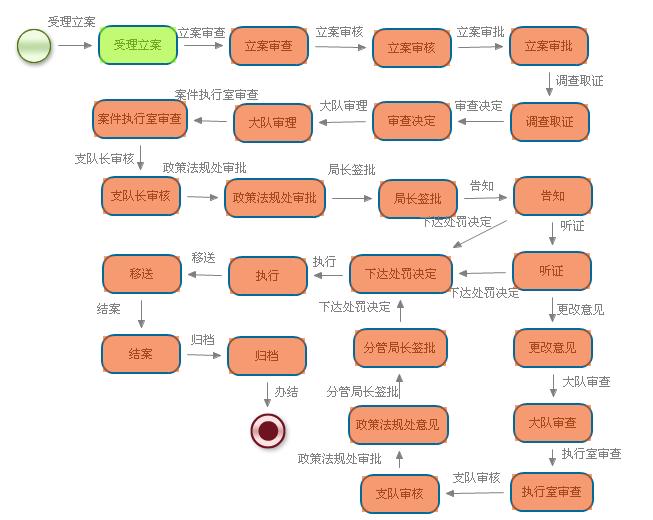 受理立案
受理立案
立案审查
立案审查
立案审核
立案审核
立案审批
立案审批
调查取证
调查取证
审查决定
审查决定
大队审理
大队审理
案件执行室审查
案件执行室审查
支队长审核
支队长审核
政策法规处审批
政策法规处审批
局长签批
局长签批
告知
告知
下达处罚决定
听证
听证
下达处罚决定
下达处罚决定
执行
执行
移送
移送
结案
结案
归档
归档
办结
更改意见
更改意见
大队审查
大队审查
执行室审查
执行室审查
支队审核
支队审核
政策法规处审批
政策法规处意见
分管局长签批
分管局长签批
下达处罚决定